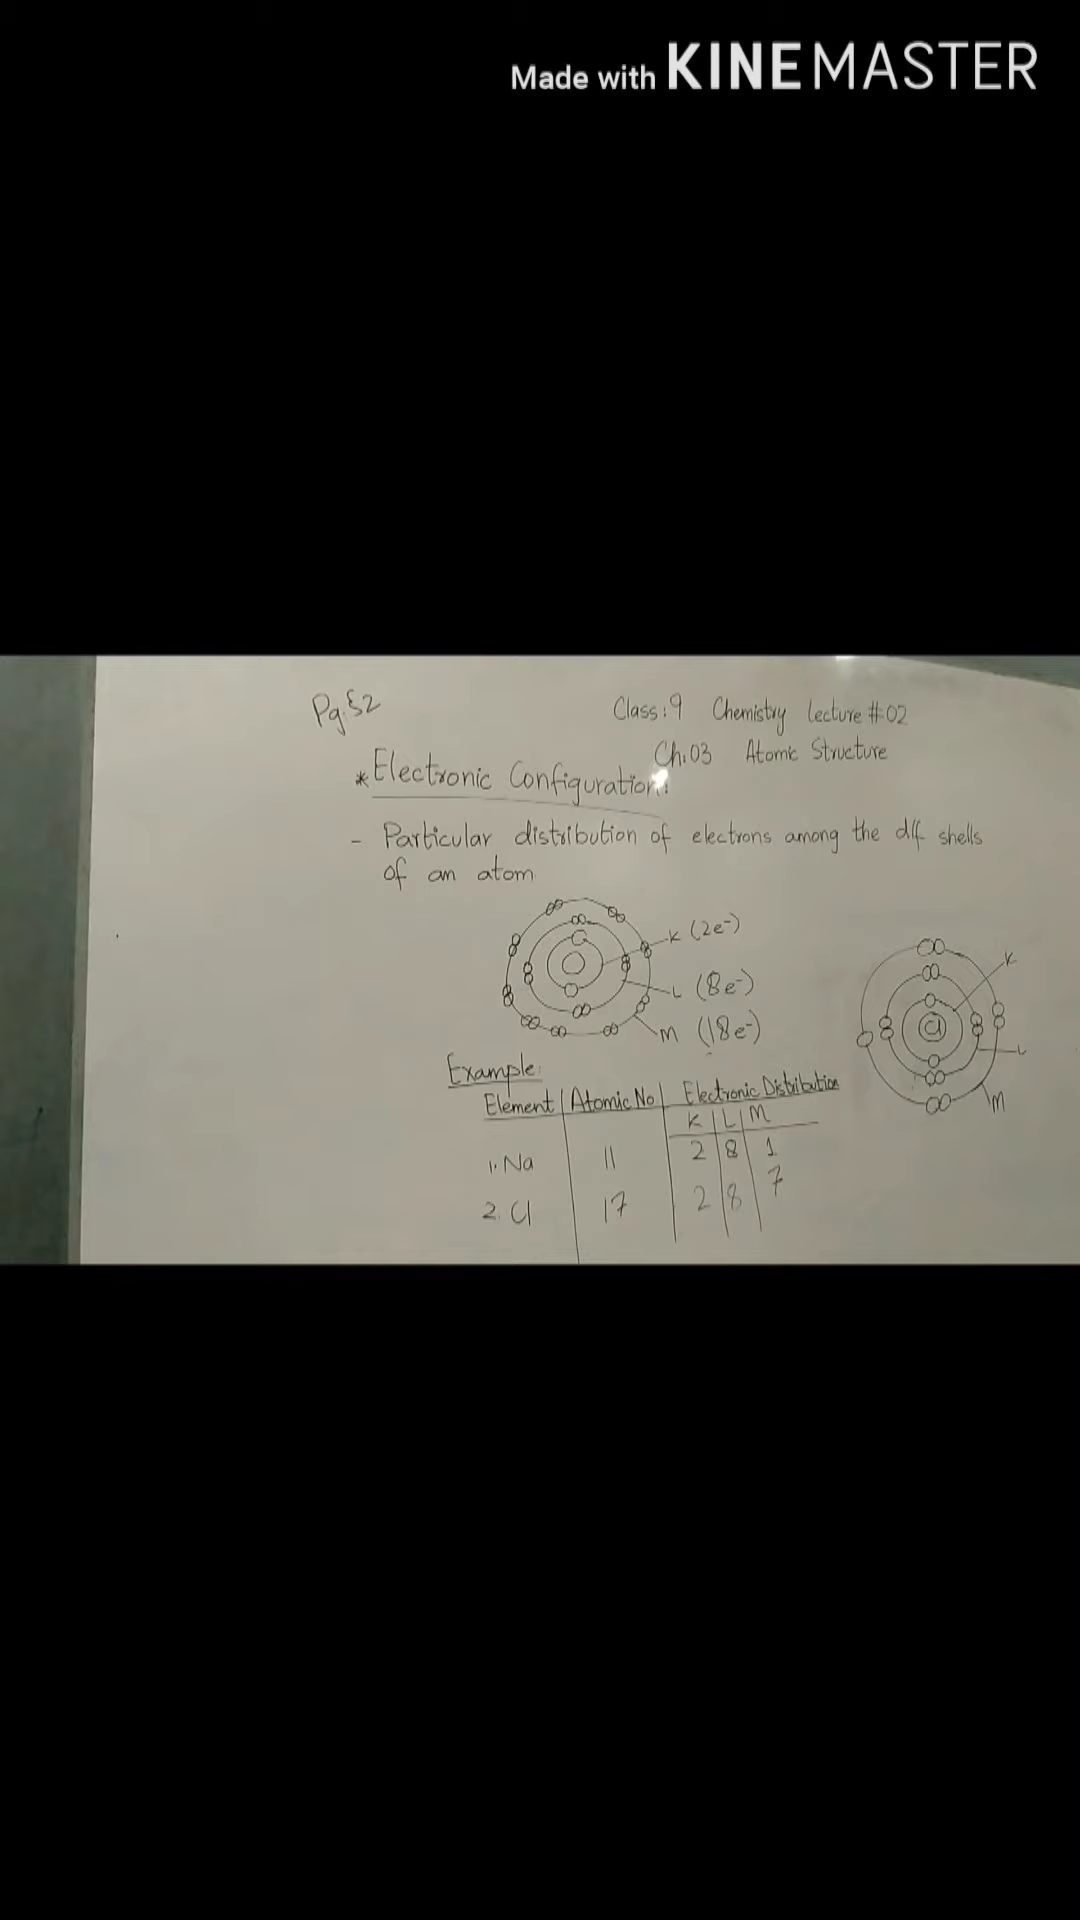 Made with KINEMASTER
Pg.52
Class:9 Chemistry Lecture #02
Ch.03 Atomic Structure
* Electronic Configuration:
- Particular distribution of electrons among the dif shells
of an atom
K (2e-)
L (8e-)
M (18e-)
Cl
K
L
M
Example:
Element Atomic No Electronic Distribution
K L M
1. Na 11 2 8 1
2. Cl 17 2 8 7